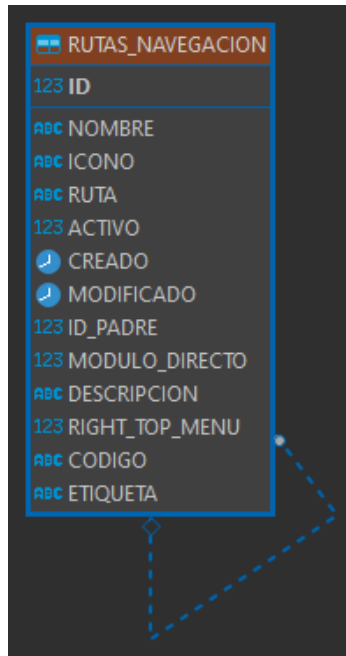 RUTAS_NAVEGACION
123 ID
ABC NOMBRE
ABC ICONO
ABC RUTA
123 ACTIVO
CREADO
MODIFICADO
123 ID_PADRE
123 MODULO_DIRECTO
ABC DESCRIPCION
123 RIGHT_TOP_MENU
ABC CODIGO
ABC ETIQUETA